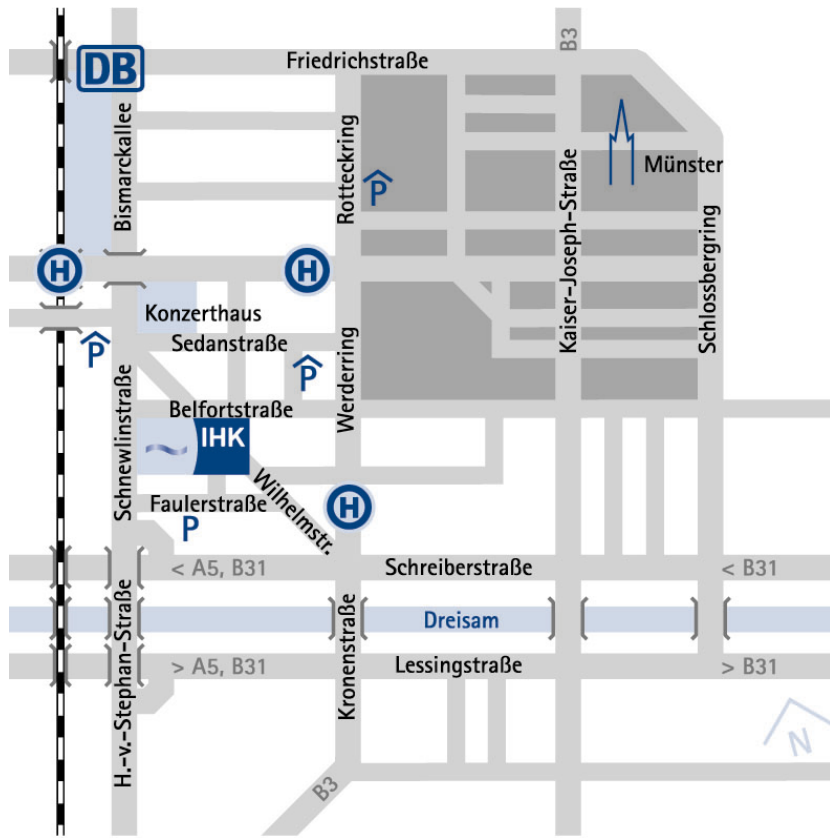 B3
DB
Friedrichstraße
Bismarckallee
Rotteckring
P
Münster
Kaiser-Joseph-Straße
Schlossbergring
H
H
Konzerthaus
Sedanstraße
P
P
Werderring
Schnewlinstraße
Belfortstraße
IHK
Wilhelmstr.
Faulerstraße
P
H
< A5, B31
Schreiberstraße
< B31
Dreisam
H.-v.-Stephan-Straße
Kronenstraße
> A5, B31
Lessingstraße
> B31
N
B3